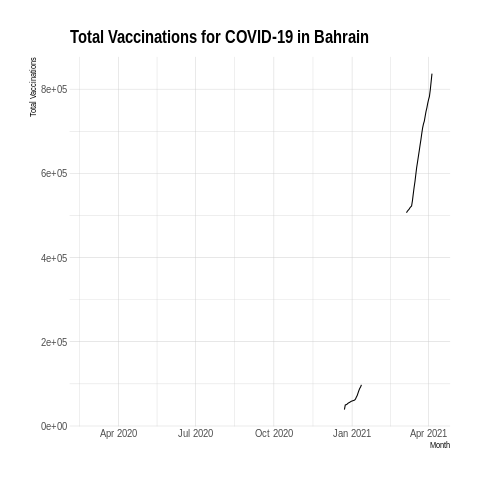 Total Vaccinations for COVID-19 in Bahrain
Total Vaccinations
8e+05
6e+05
4e+05
2e+05
0e+00
Apr 2020 Jul 2020 Oct 2020 Jan 2021 Apr 2021
Month